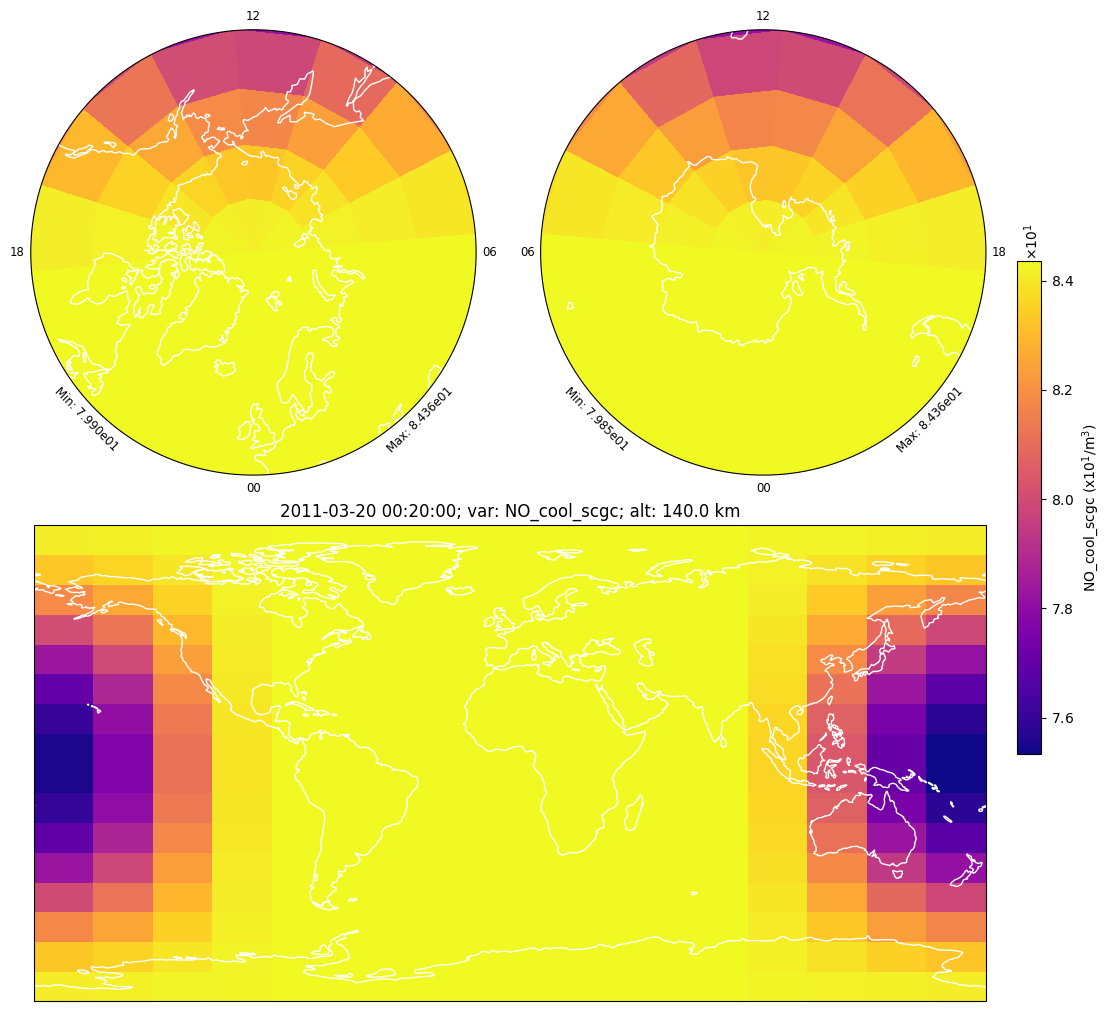 12
12
18
06
06
18
Min: 7.990e01
Max: 8.436e01
Min: 7.985e01
Max: 8.436e01
00
00
×10¹
8.4
8.2
8.0
7.8
7.6
NO_cool_scgc (x10¹/m³)
2011-03-20 00:20:00; var: NO_cool_scgc; alt: 140.0 km